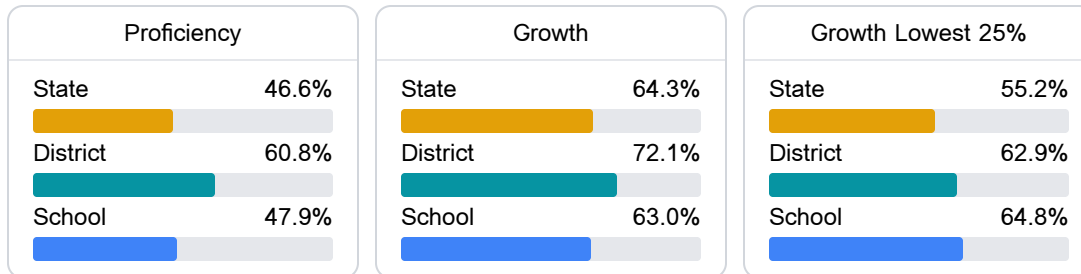 Proficiency
State 46.6%
District 60.8%
School 47.9%
Growth
State 64.3%
District 72.1%
School 63.0%
Growth Lowest 25%
State 55.2%
District 62.9%
School 64.8%